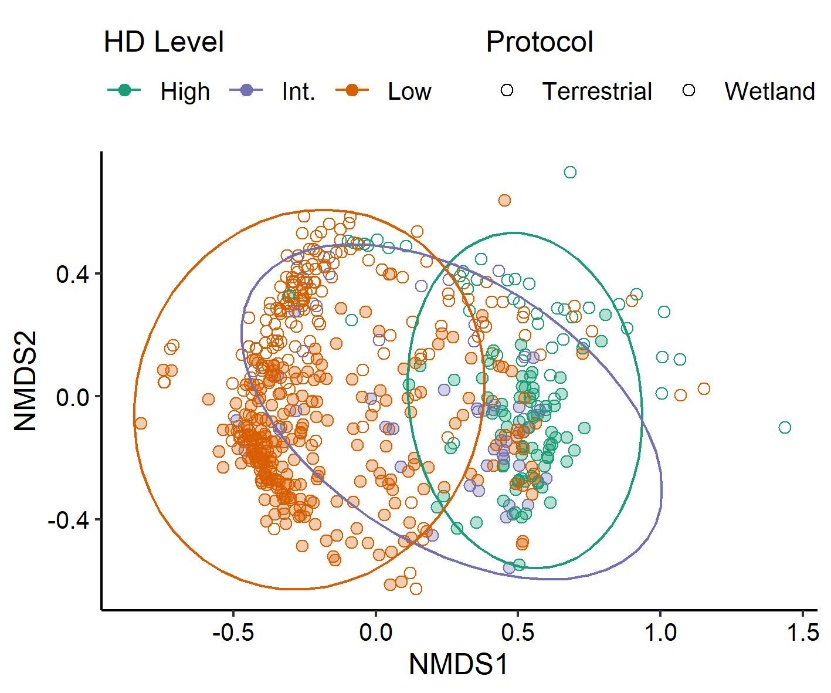 HD Level Protocol
High Int. Low Terrestrial Wetland
0.4
0.0
-0.4
NMDS2
-0.5 0.0 0.5 1.0 1.5
NMDS1